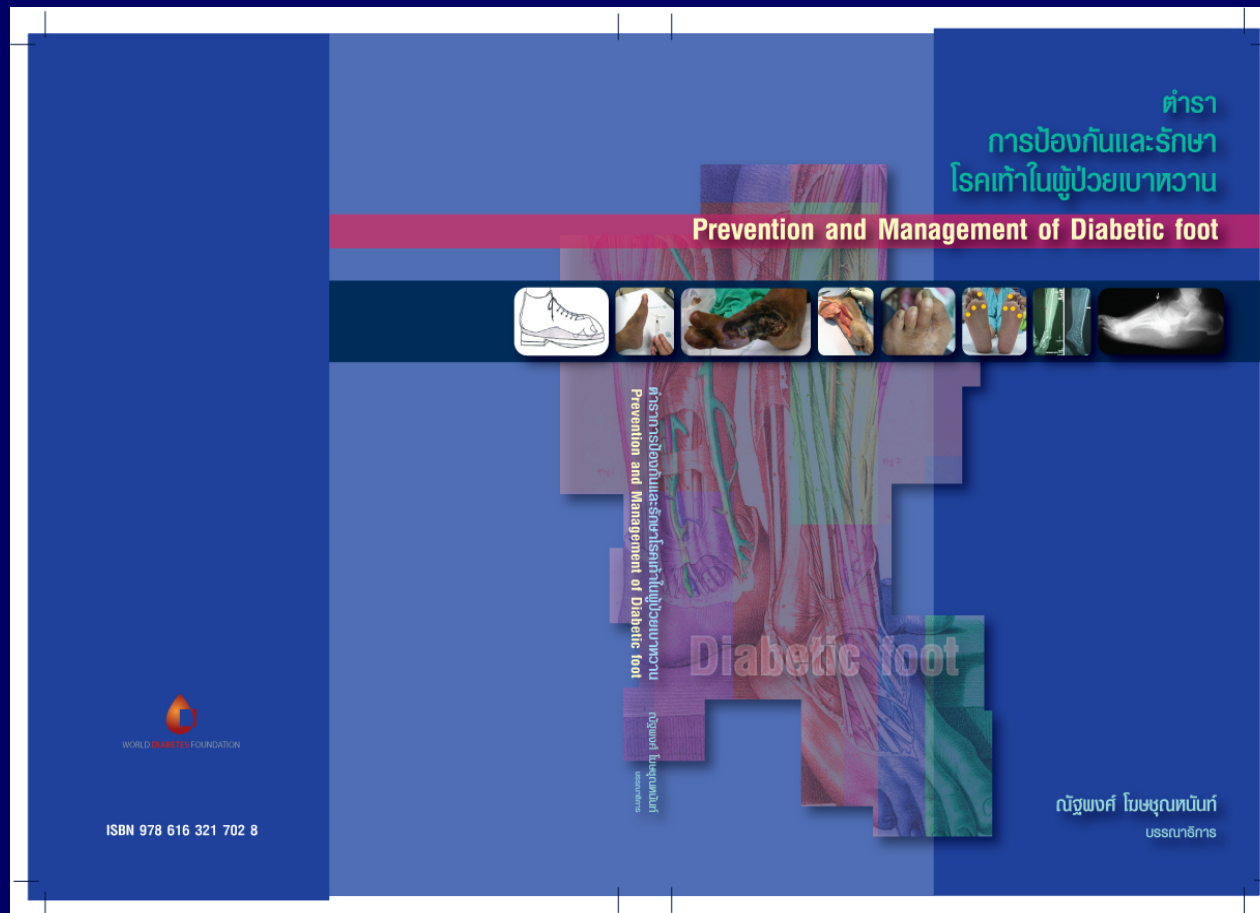 ตำรา
การป้องกันและรักษา
โรคเท้าในผู้ป่วยเบาหวาน
Prevention and Management of Diabetic foot
ตำราการป้องกันและรักษาโรคเท้าในผู้ป่วยเบาหวาน
Prevention and Management of Diabetic foot
ณัฐพงศ์ โฆษชุณหนันท์
บรรณาธิการ
Diabetic foot
ณัฐพงศ์ โฆษชุณหนันท์
บรรณาธิการ
WORLD DIABETES FOUNDATION
ISBN 978 616 321 702 8